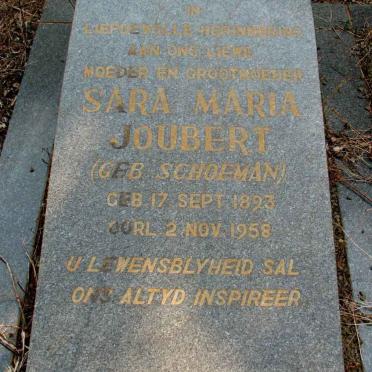 IN
LIEFDEVOLLE HERINNERING
AAN ONS LIEWE
MOEDER EN GROOTMOEDER
SARA MARIA
JOUBERT
(GEB SCHOEMAN)
GEB 17 SEPT 1893
OORL 2 NOV. 1958
U LEWENSBLYHEID SAL
ONS ALTYD INSPIREER